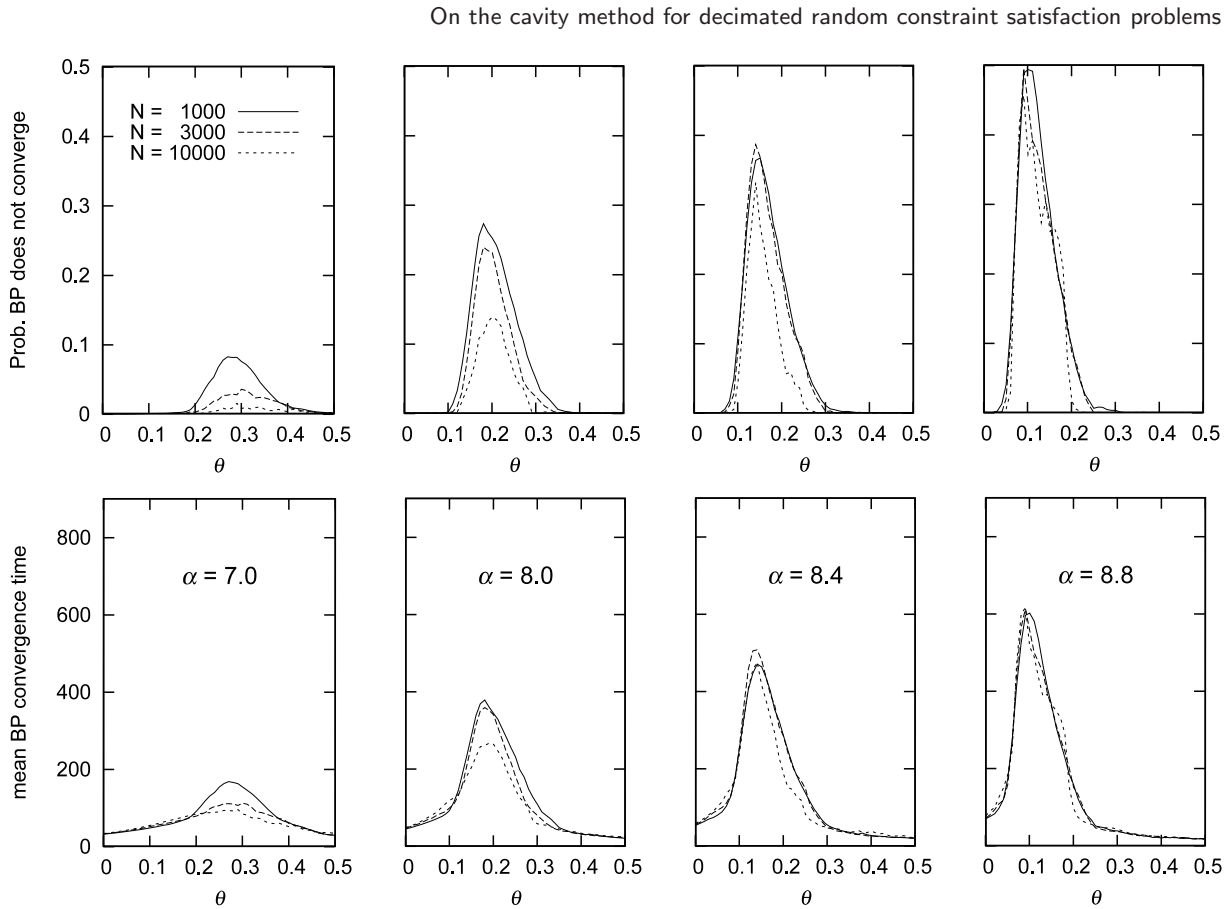 On the cavity method for decimated random constraint satisfaction problems
Prob. BP does not converge
0.5
0.4
0.3
0.2
0.1
0
N = 1000
N = 3000
N = 10000
0 0.1 0.2 0.3 0.4 0.5
0 0.1 0.2 0.3 0.4 0.5
0 0.1 0.2 0.3 0.4 0.5
0 0.1 0.2 0.3 0.4 0.5
θ θ θ θ
mean BP convergence time
800
600
400
200
0
α = 7.0
α = 8.0
α = 8.4
α = 8.8
0 0.1 0.2 0.3 0.4 0.5
0 0.1 0.2 0.3 0.4 0.5
0 0.1 0.2 0.3 0.4 0.5
0 0.1 0.2 0.3 0.4 0.5
θ θ θ θ